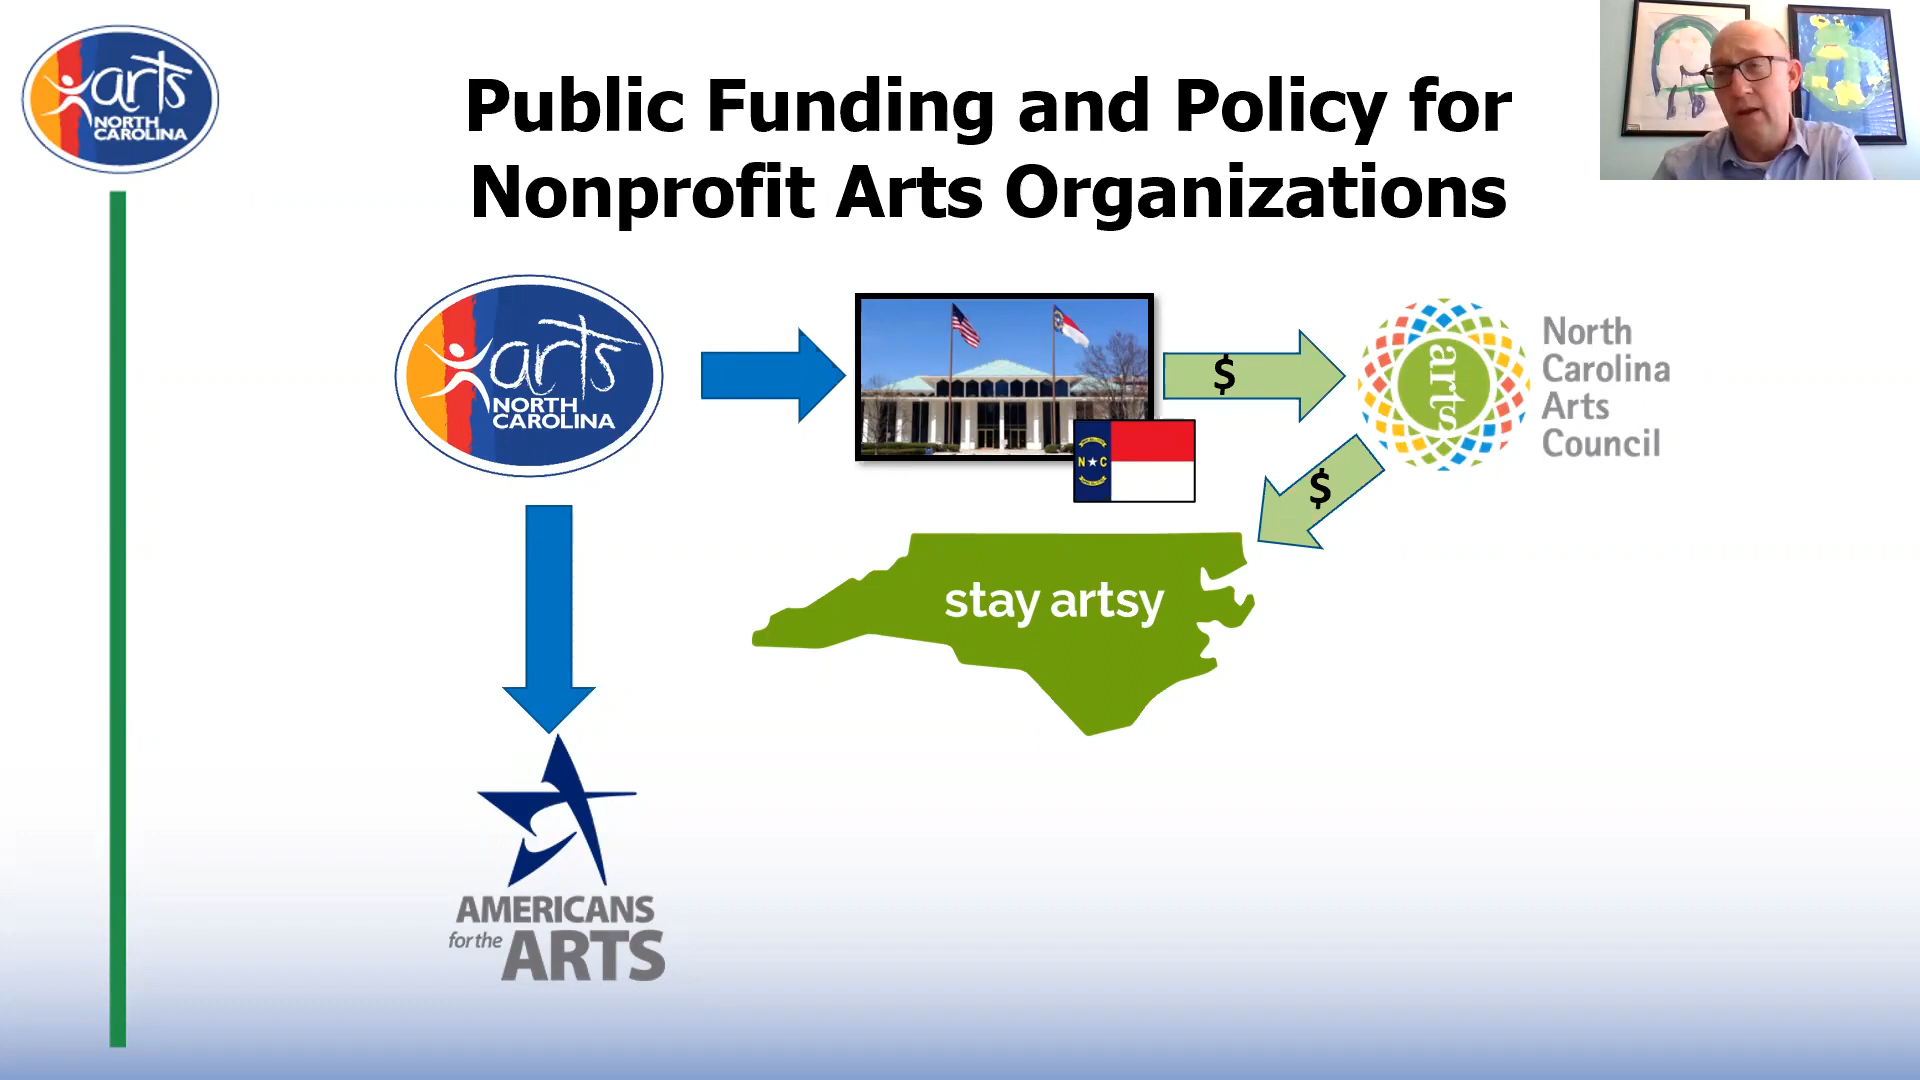 arts
NORTH
CAROLINA
Public Funding and Policy for
Nonprofit Arts Organizations
arts
NORTH
CAROLINA
$
arts
North
Carolina
Arts
Council
N C
$
stay artsy
AMERICANS
for the ARTS